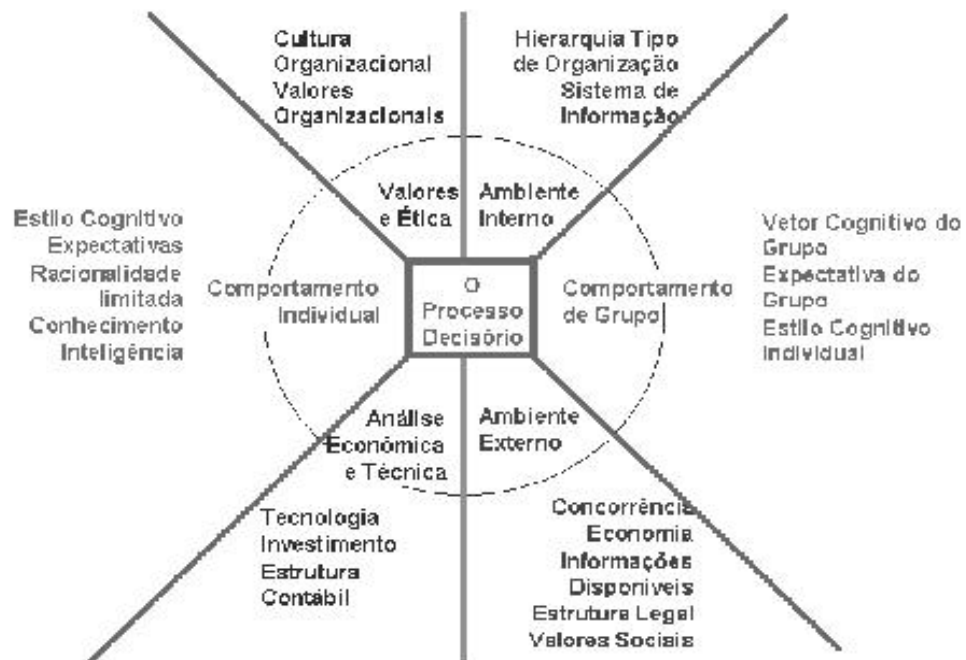 Cultura
Organizacional
Valores
Organizacionais
Hierarquia Tipo
de Organização
Sistema de
Informação
Valores
e Ética
Ambiente
Interno
Estilo Cognitivo
Expectativas
Racionalidade
limitada
Conhecimento
Inteligência
Comportamento
Individual
O
Processo
Decisório
Comportamento
de Grupo
Vetor Cognitivo do
Grupo
Expectativa do
Grupo
Estilo Cognitivo
Individual
Análise
Econômica
e Técnica
Ambiente
Externo
Tecnologia
Investimento
Estrutura
Contábil
Concorrência
Economia
Informações
Disponíveis
Estrutura Legal
Valores Sociais